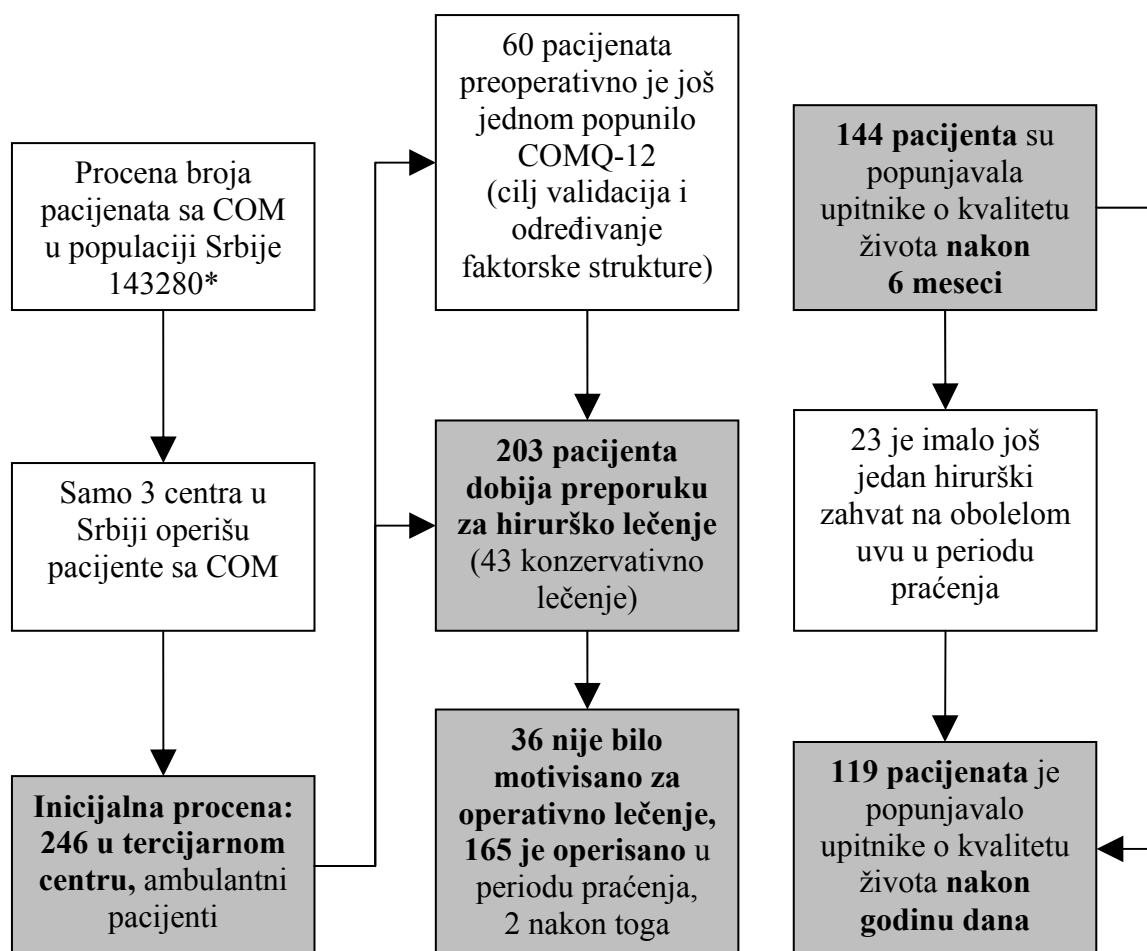 Procena broja
pacijenata sa COM
u populaciji Srbije
143280*
Samo 3 centra u
Srbiji operišu
pacijente sa COM
Inicijalna procena:
246 u tercijarnom
centru, ambulantni
pacijenti
60 pacijenata
preoperativno je još
jednom popunilo
COMQ-12
(cilj validacija i
određivanje
faktorske strukture)
203 pacijenta
dobija preporuku
za hirurško lečenje
(43 konzervativno
lečenje)
36 nije bilo
motivisano za
operativno lečenje,
165 je operisano u
periodu praćenja,
2 nakon toga
144 pacijenta su
popunjavala
upitnike o kvalitetu
života nakon
6 meseci
23 je imalo još
jedan hirurški
zahvat na obolelom
uvu u periodu
praćenja
119 pacijenata je
popunjavalo
upitnike o kvalitetu
života nakon
godinu dana